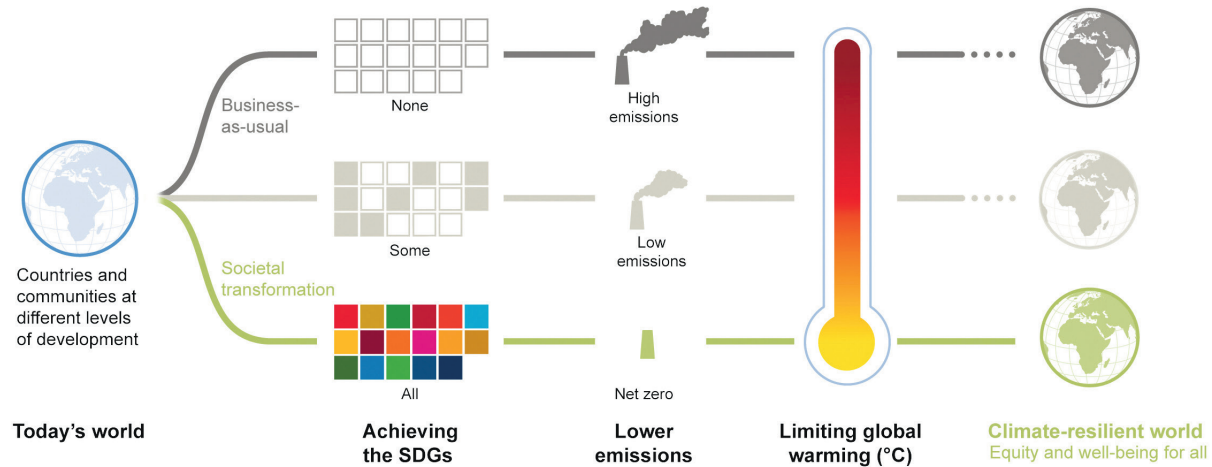 None
High
emissions
Business-
as-usual
Some
Low
emissions
Countries and
communities at
different levels
of development
Societal
transformation
All
Net zero
Today’s world
Achieving
the SDGs
Lower
emissions
Limiting global
warming (°C)
Climate-resilient world
Equity and well-being for all